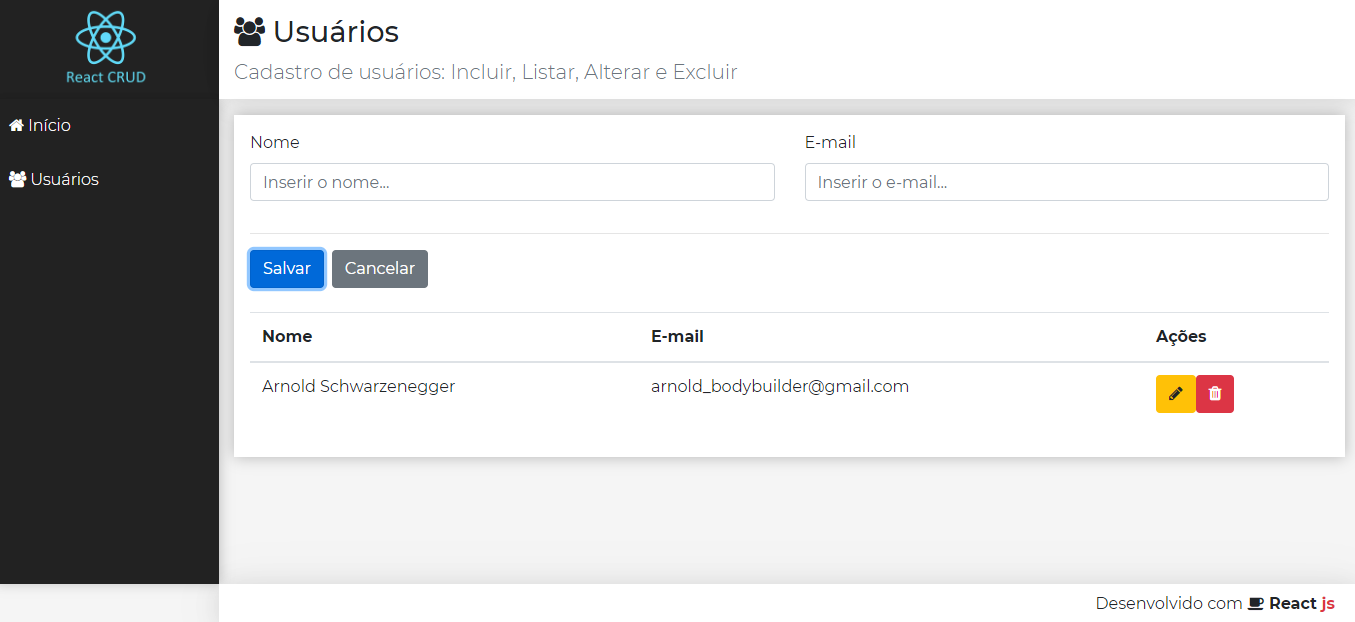 React CRUD
Início
Usuários
Usuários
Cadastro de usuários: Incluir, Listar, Alterar e Excluir
Nome
E-mail
Inserir o nome...
Inserir o e-mail...
Salvar
Cancelar
Nome
E-mail
Ações
Arnold Schwarzenegger
arnold_bodybuilder@gmail.com
Desenvolvido com React js